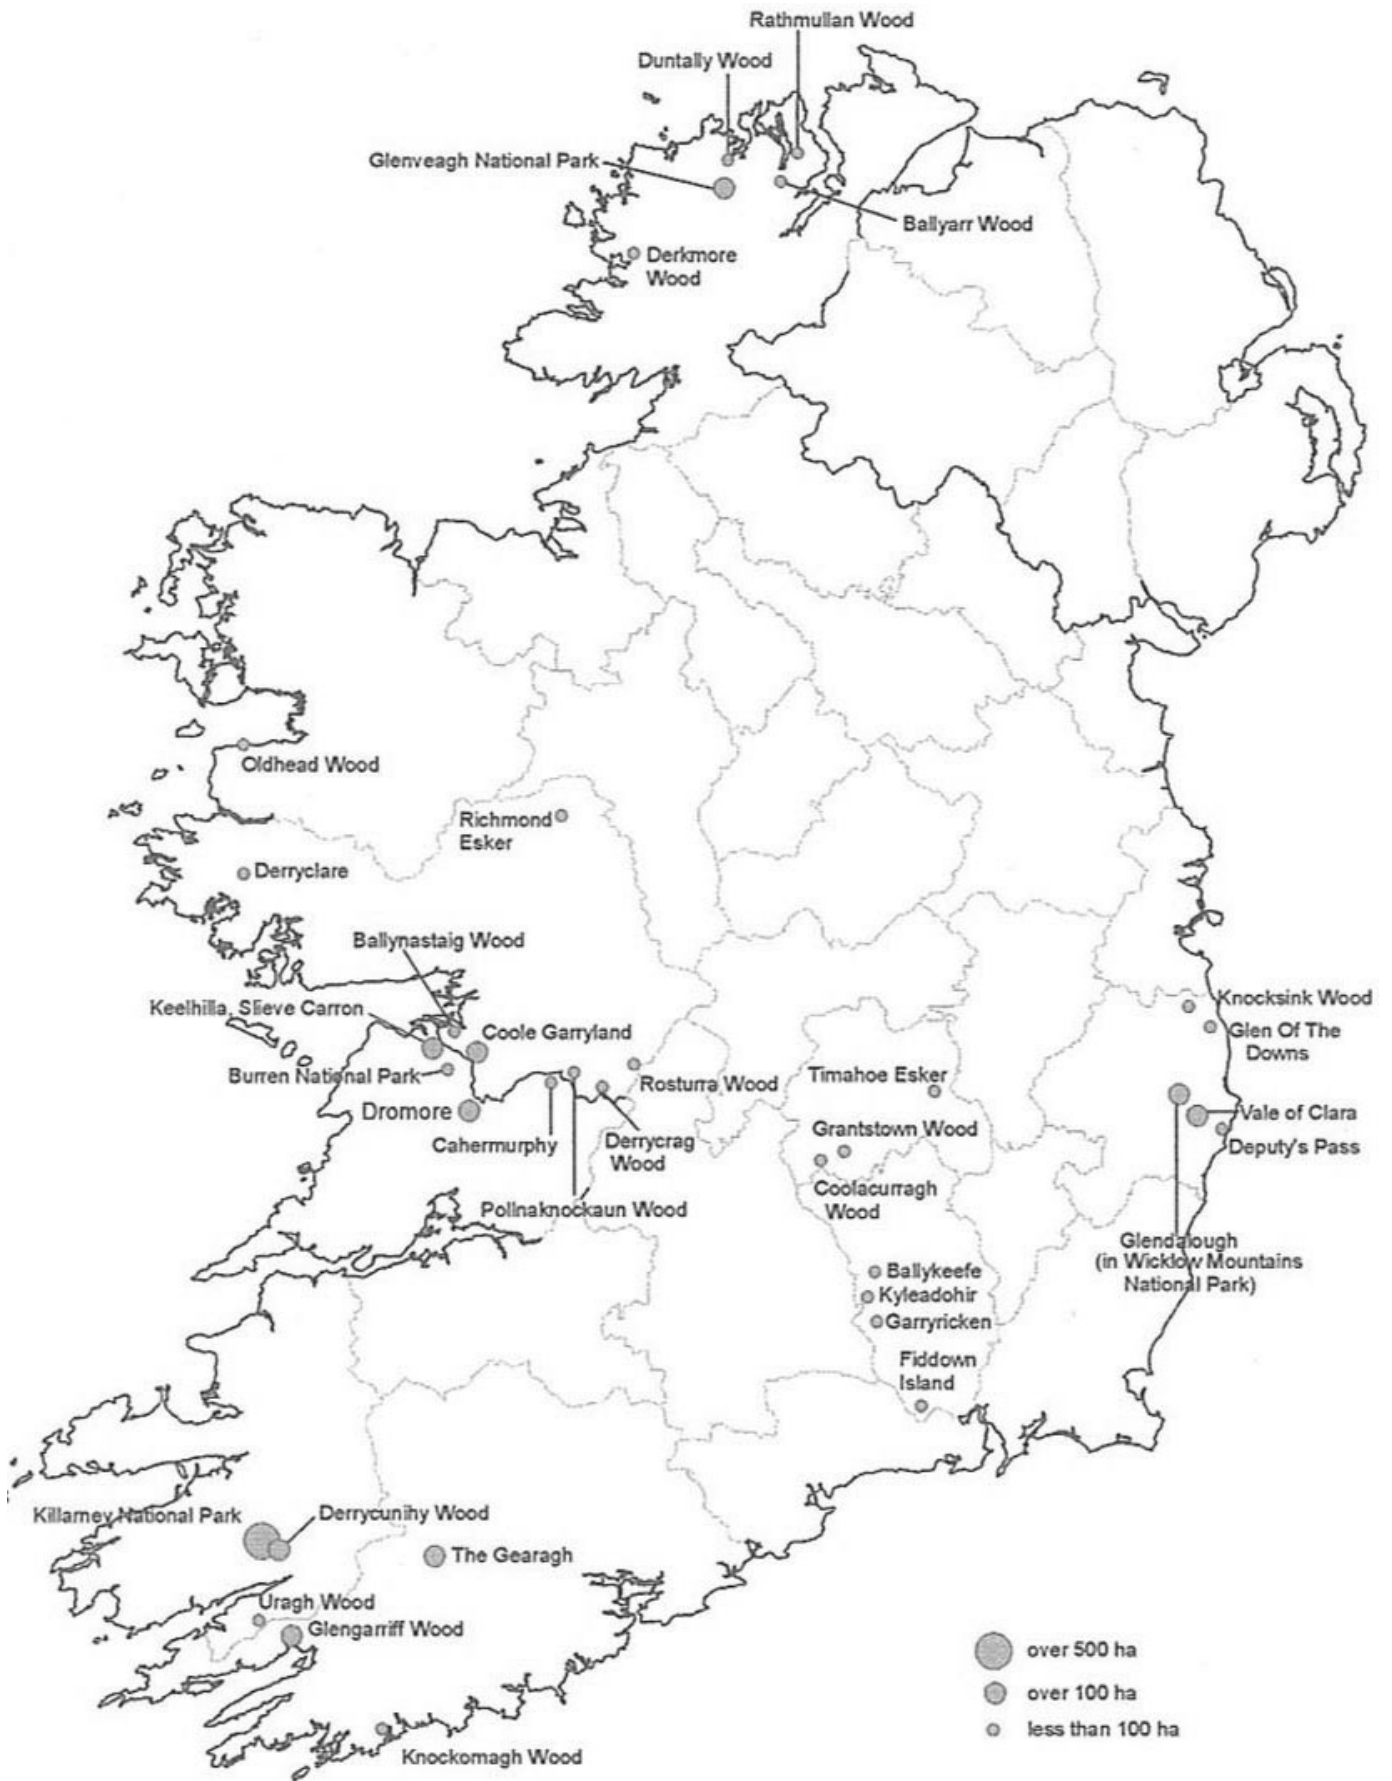 Rathmullan Wood
Duntally Wood
Glenveagh National Park
Ballyarr Wood
Derkmore
Wood
Oldhead Wood
Richmond
Esker
Derryclare
Ballynastaig Wood
Keelhilla, Slieve Carron
Coole Garryland
Burren National Park
Dromore
Cahermurphy
Rosturra Wood
Derrycrag
Wood
Pollnaknockaun Wood
Timahoe Esker
Grantstown Wood
Coolacurragh
Wood
Knocksink Wood
Glen Of The
Downs
Vale of Clara
Deputy's Pass
Glendalough
(in Wicklow Mountains
National Park)
Ballykeefe
Kyleadohir
Garryricken
Fiddown
Island
Killarney National Park
Derrycunihy Wood
The Gearagh
Uragh Wood
Glengarriff Wood
Knockomagh Wood
over 500 ha
over 100 ha
less than 100 ha